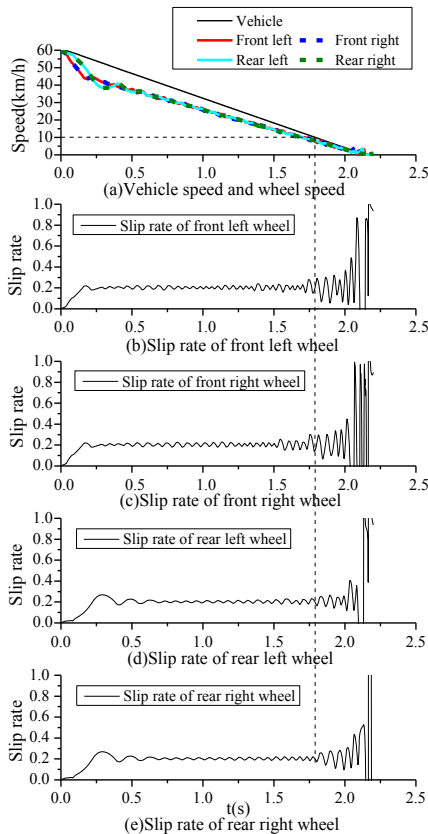 Vehicle
Front left Front right
Rear left Rear right
Speed(km/h)
60
50
40
30
20
10
0
0.0 0.5 1.0 1.5 2.0 2.5
(a)Vehicle speed and wheel speed
Slip rate
1.0
0.8
0.6
0.4
0.2
0.0
Slip rate of front left wheel
0.0 0.5 1.0 1.5 2.0 2.5
(b)Slip rate of front left wheel
Slip rate
1.0
0.8
0.6
0.4
0.2
0.0
Slip rate of front right wheel
0.0 0.5 1.0 1.5 2.0 2.5
(c)Slip rate of front right wheel
Slip rate
1.0
0.8
0.6
0.4
0.2
0.0
Slip rate of rear left wheel
0.0 0.5 1.0 1.5 2.0 2.5
(d)Slip rate of rear left wheel
Slip rate
1.0
0.8
0.6
0.4
0.2
0.0
Slip rate of rear right wheel
0.0 0.5 1.0 1.5 2.0 2.5
t(s)
(e)Slip rate of rear right wheel